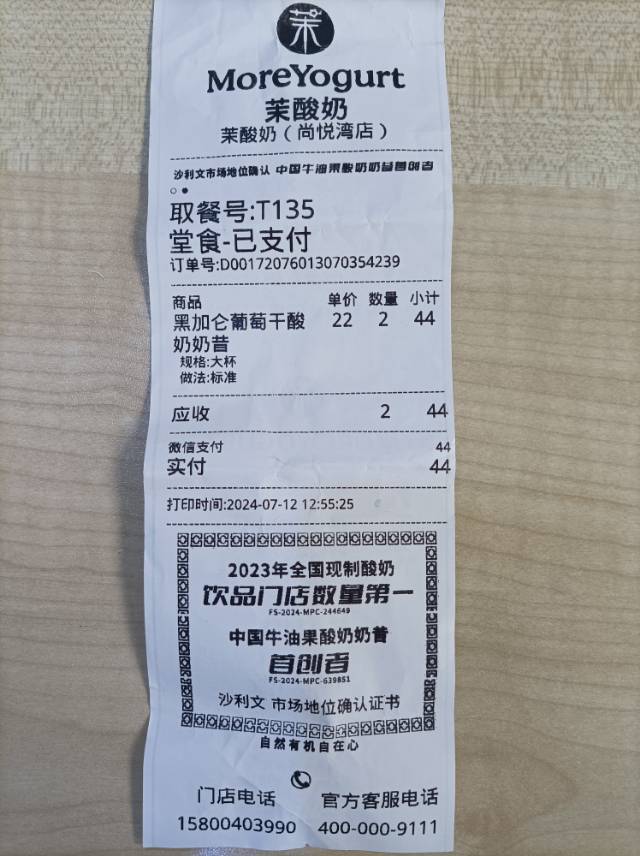 茉
MoreYogurt
茉酸奶
茉酸奶（尚悦湾店）
沙利文市场地位确认 中国牛油果酸奶奶昔首创者
取餐号:T135
堂食-已支付
订单号:D00172076013070354239
商品 单价 数量 小计
黑加仑葡萄干酸 22 2 44
奶奶昔
规格:大杯
做法:标准
应收 2 44
微信支付 44
实付 44
打印时间:2024-07-12 12:55:25
2023年全国现制酸奶
饮品门店数量第一
FS-2024-MPC-244649
中国牛油果酸奶奶昔
首创者
FS-2024-MPC-639851
沙利文 市场地位确认证书
自然有机自在心
门店电话 官方客服电话
15800403990 400-000-9111